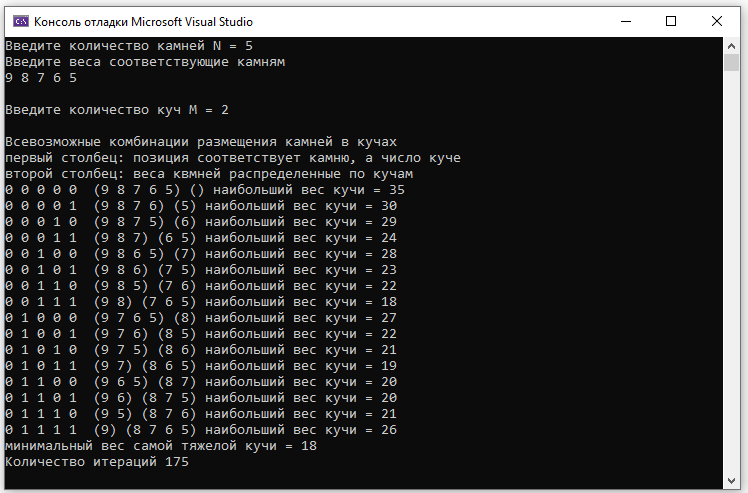 Консоль отладки Microsoft Visual Studio
Введите количество камней N = 5
Введите веса соответствующие камням
9 8 7 6 5
Введите количество куч M = 2
Всевозможные комбинации размещения камней в кучах
первый столбец: позиция соответствует камню, а число куче
второй столбец: веса квмней распределенные по кучам
0 0 0 0 0  (9 8 7 6 5) () наибольший вес кучи = 35
0 0 0 0 1  (9 8 7 6) (5) наибольший вес кучи = 30
0 0 0 1 0  (9 8 7 5) (6) наибольший вес кучи = 29
0 0 0 1 1  (9 8 7) (6 5) наибольший вес кучи = 24
0 0 1 0 0  (9 8 6 5) (7) наибольший вес кучи = 28
0 0 1 0 1  (9 8 6) (7 5) наибольший вес кучи = 23
0 0 1 1 0  (9 8 5) (7 6) наибольший вес кучи = 22
0 0 1 1 1  (9 8) (7 6 5) наибольший вес кучи = 18
0 1 0 0 0  (9 7 6 5) (8) наибольший вес кучи = 27
0 1 0 0 1  (9 7 6) (8 5) наибольший вес кучи = 22
0 1 0 1 0  (9 7 5) (8 6) наибольший вес кучи = 21
0 1 0 1 1  (9 7) (8 6 5) наибольший вес кучи = 19
0 1 1 0 0  (9 6 5) (8 7) наибольший вес кучи = 20
0 1 1 0 1  (9 6) (8 7 5) наибольший вес кучи = 20
0 1 1 1 0  (9 5) (8 7 6) наибольший вес кучи = 21
0 1 1 1 1  (9) (8 7 6 5) наибольший вес кучи = 26
минимальный вес самой тяжелой кучи = 18
Количество итераций 175